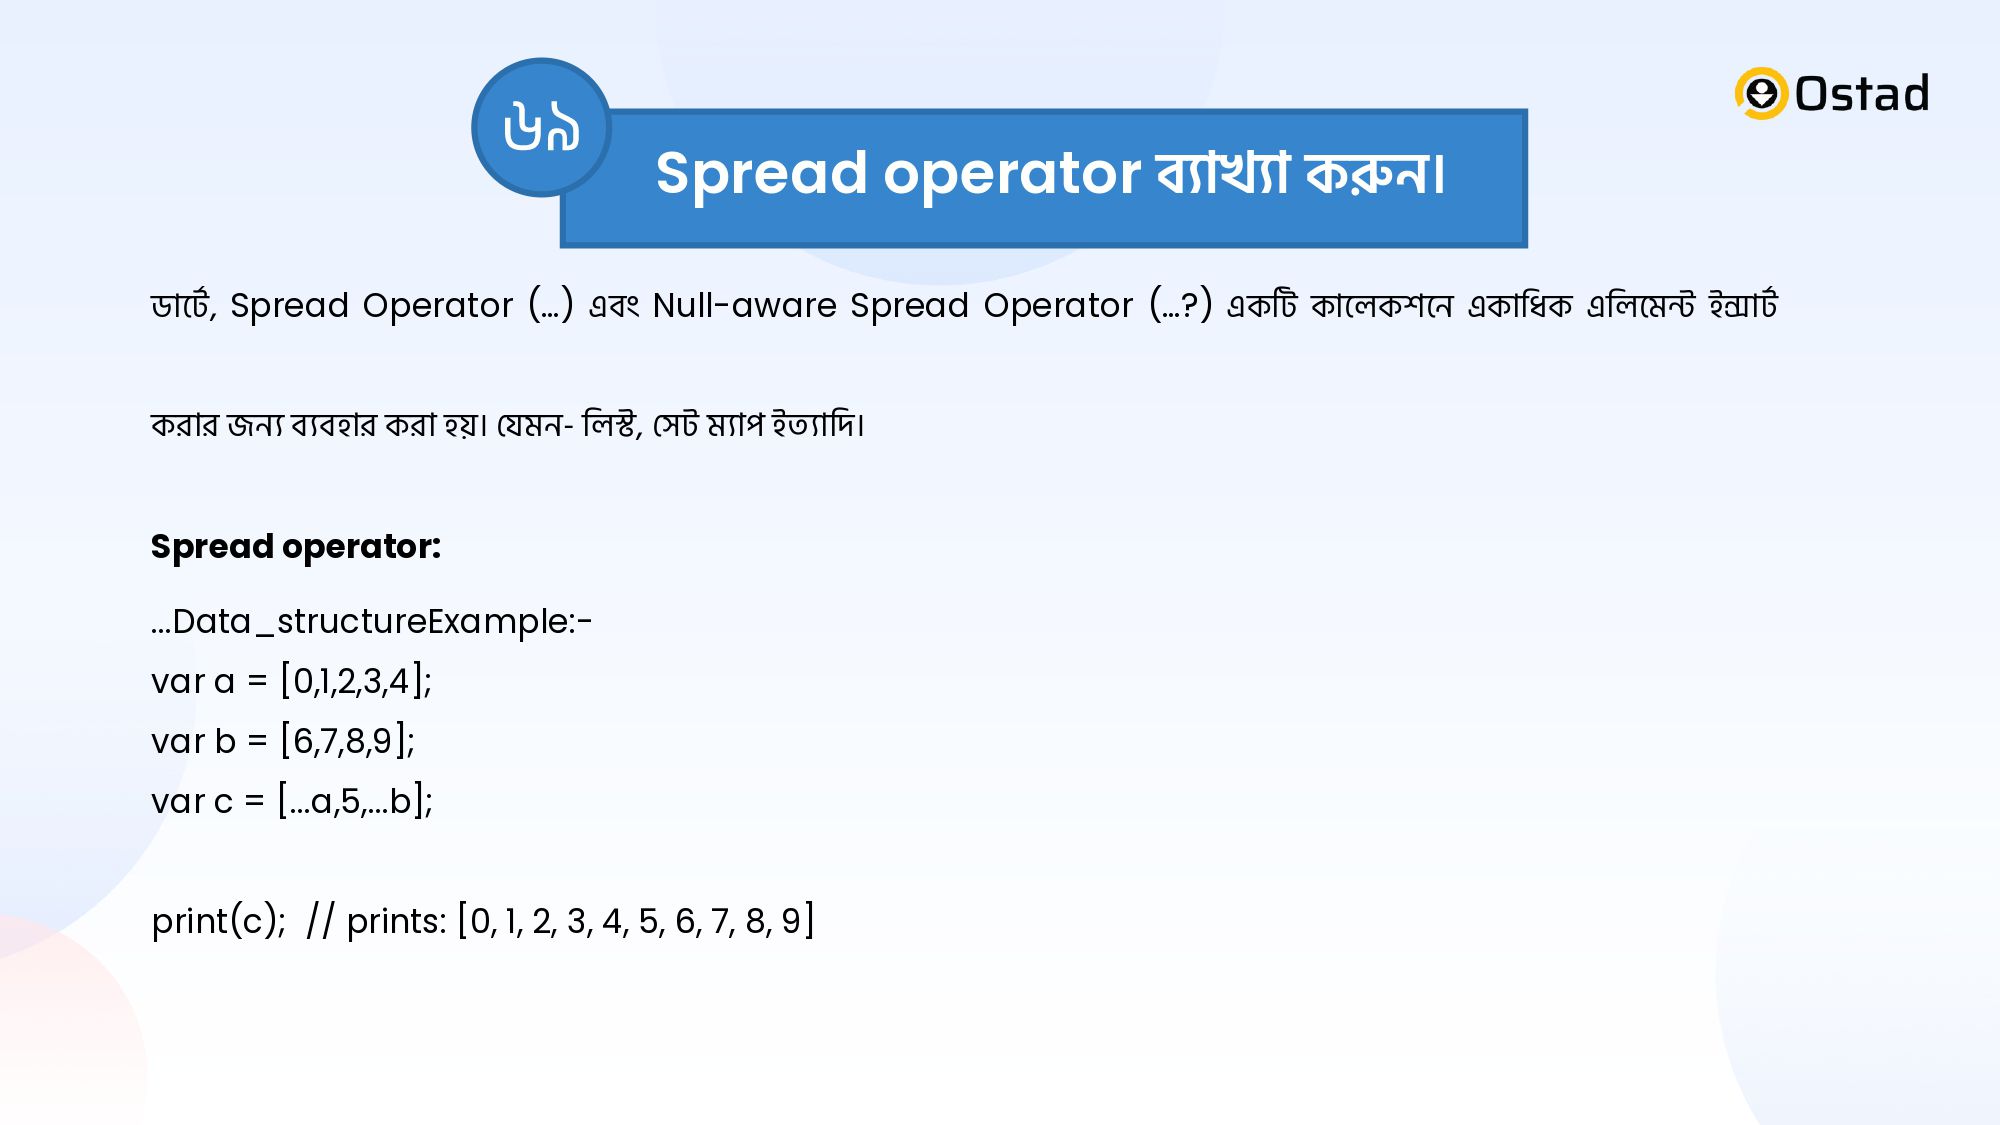 ৬৯
Ostad
Spread operator ব্যাখ্যা করুন।
ডার্টে, Spread Operator (...) এবং Null-aware Spread Operator (...?) একটি কালেকশনে একাধিক এলিমেন্ট ইন্সার্ট
করার জন্য ব্যবহার করা হয়। যেমন- লিস্ট, সেট ম্যাপ ইত্যাদি।
Spread operator:
...Data_structureExample:-
var a = [0,1,2,3,4];
var b = [6,7,8,9];
var c = [...a,5,...b];
print(c);  // prints: [0, 1, 2, 3, 4, 5, 6, 7, 8, 9]